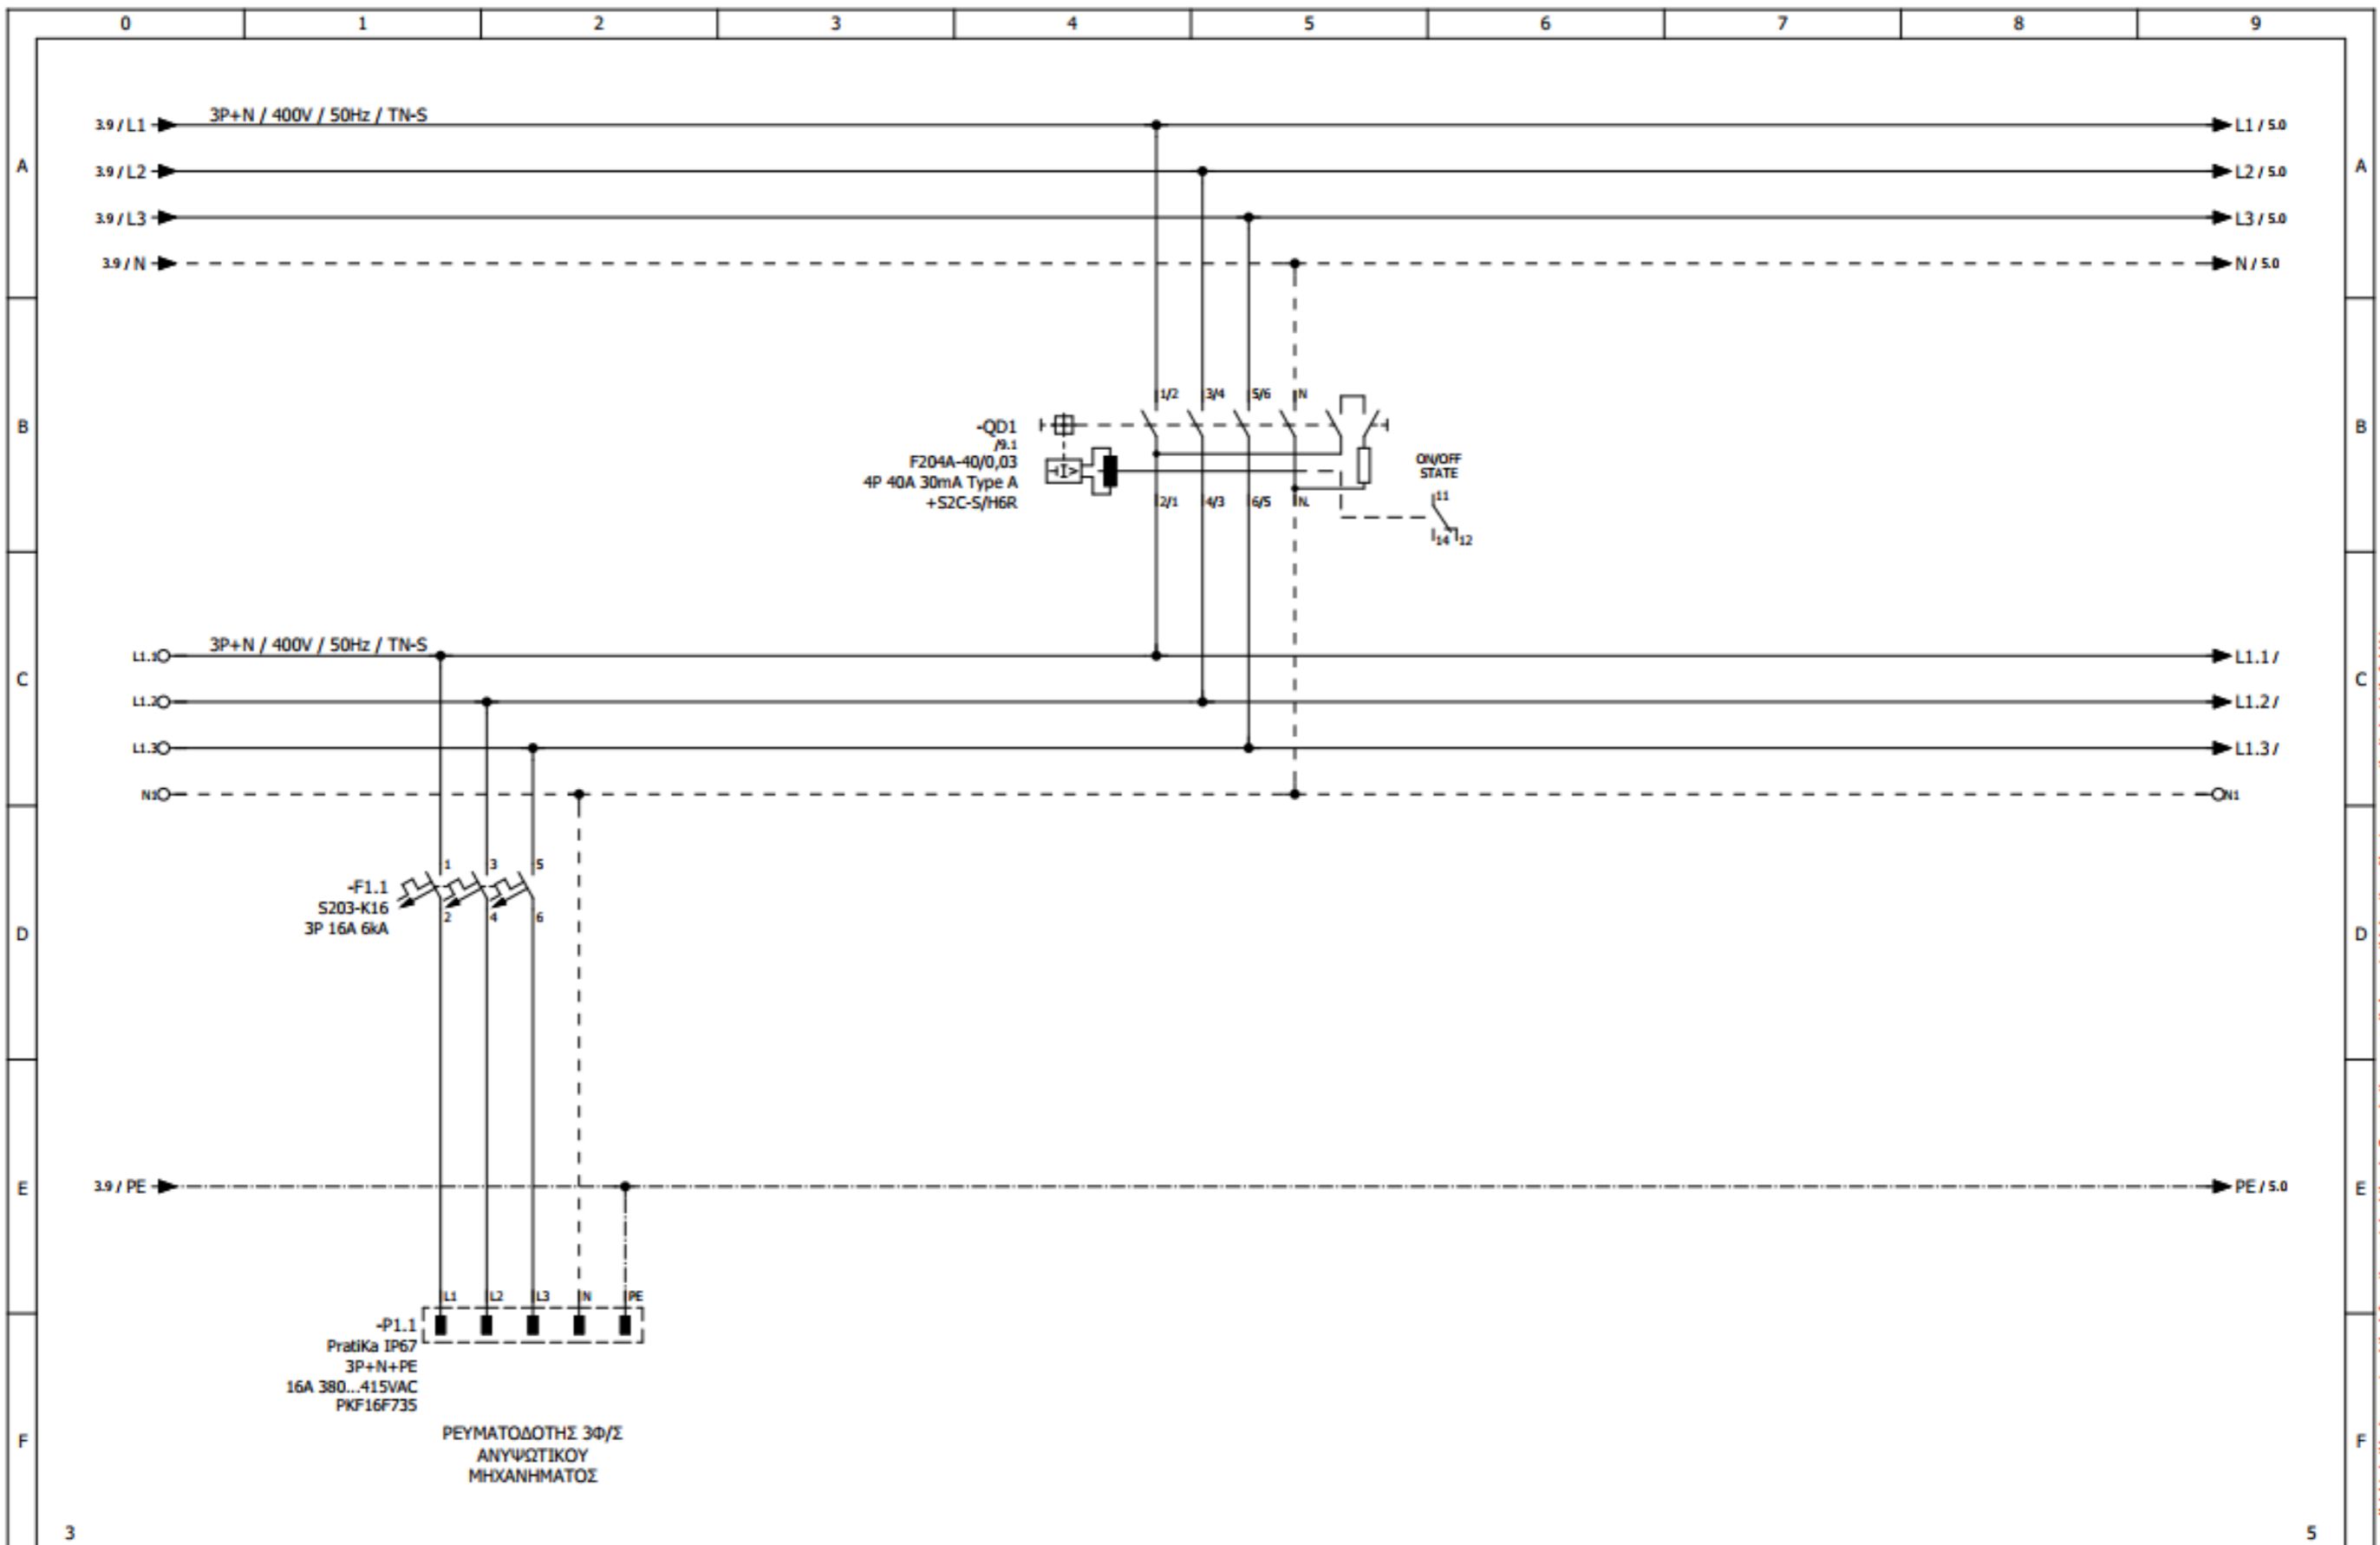 0 1 2 3 4 5 6 7 8 9
3P+N / 400V / 50Hz / TN-S
3.9 / L1
L1 / 5.0
A
A
3.9 / L2
L2 / 5.0
3.9 / L3
L3 / 5.0
3.9 / N
N / 5.0
1/2 3/4 5/6 N
B
B
-QD1
/9.1
F204A-40/0,03
4P 40A 30mA Type A
+S2C-S/H6R
I>
ON/OFF
STATE
11
14 12
2/1 4/3 6/5 N.
3P+N / 400V / 50Hz / TN-S
L1.1
L1.1 /
C
C
L1.2
L1.2 /
L1.3
L1.3 /
N1
N1
1 3 5
-F1.1
S203-K16
3P 16A 6kA
2 4 6
D
D
3.9 / PE
PE / 5.0
E
E
L1 L2 L3 N PE
-P1.1
PratiKa IP67
3P+N+PE
16A 380...415VAC
PKF16F735
ΡΕΥΜΑΤΟΔΟΤΗΣ 3Φ/Σ
ΑΝΥΨΩΤΙΚΟΥ
ΜΗΧΑΝΗΜΑΤΟΣ
F
F
3
5